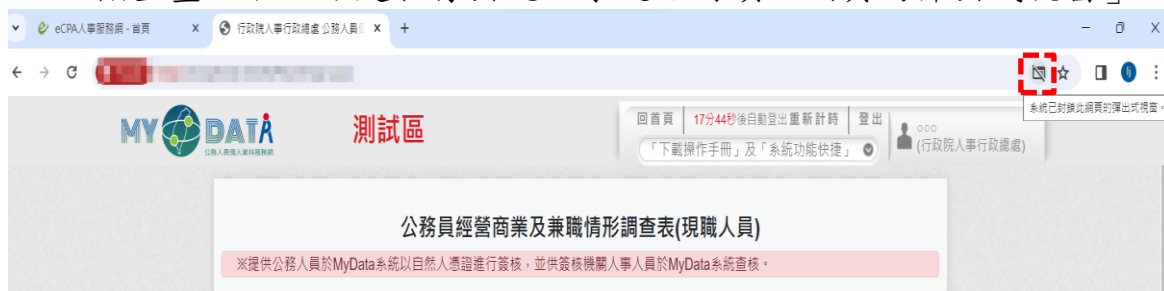 eCPA人事服務網 - 首頁
行政院人事行政總處 公務人員
系統已封鎖此網頁的彈出式視窗。
MY DATA
公務人員個人資料服務網
測試區
回首頁 17分44秒後自動登出重新計時 登出
「下載操作手冊」及「系統功能快捷」
ooo
(行政院人事行政總處)
公務員經營商業及兼職情形調查表(現職人員)
※提供公務人員於MyData系統以自然人憑證進行簽核，並供簽核機關人事人員於MyData系統查核。